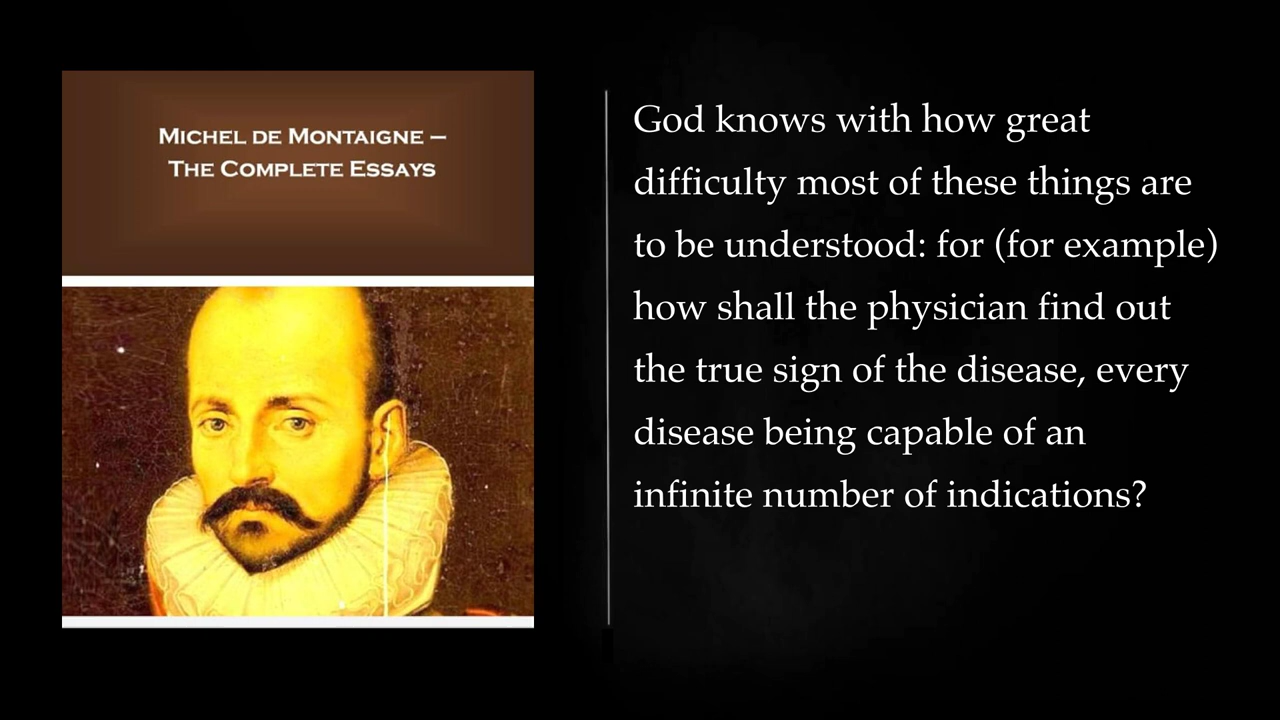 MICHEL DE MONTAIGNE –
THE COMPLETE ESSAYS
God knows with how great
difficulty most of these things are
to be understood: for (for example)
how shall the physician find out
the true sign of the disease, every
disease being capable of an
infinite number of indications?